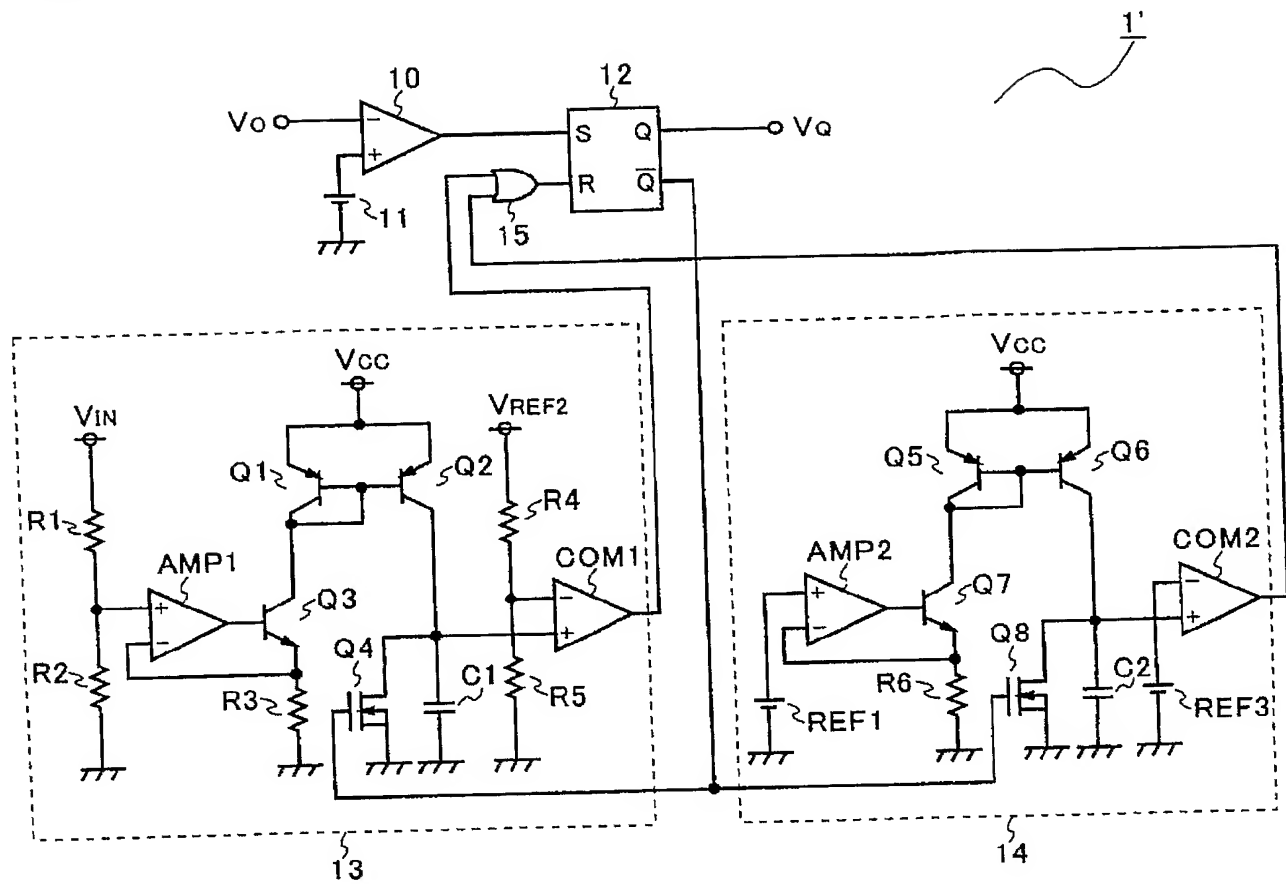 1'
10
12
Vo
-
+
S
Q
VQ
R
Q
11
15
VCC
VIN
VREF2
Q1
Q2
R4
R1
AMP1
COM1
+
-
Q3
-
+
R2
Q4
R3
C1
R5
13
VCC
Q5
Q6
AMP2
COM2
+
-
Q7
-
+
Q8
R6
C2
REF1
REF3
14